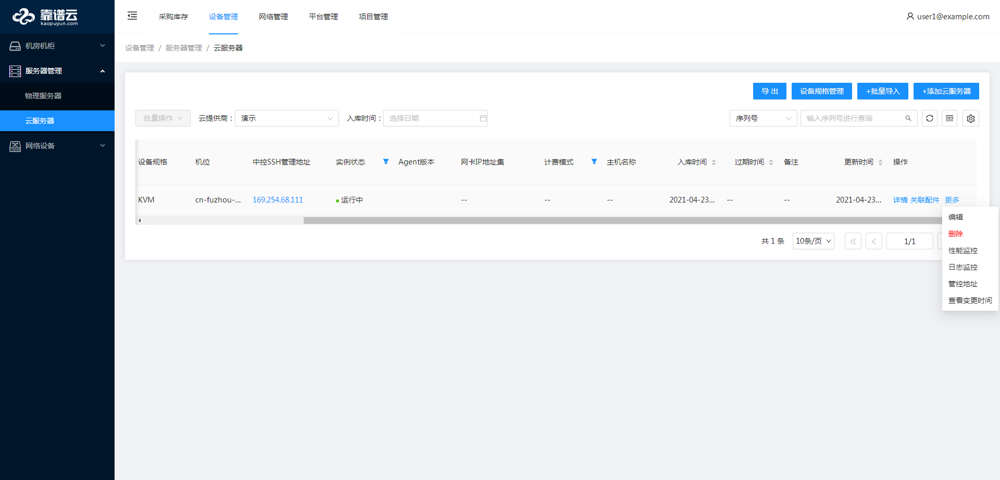 靠谱云
kaopuyun.com
采购库存 设备管理 网络管理 平台管理 项目管理
user1@example.com
机房机柜
服务器管理
物理服务器
云服务器
网络设备
设备管理 / 服务器管理 / 云服务器
导 出 设备规格管理 +批量导入 +添加云服务器
批量操作 云提供商： 演示 入库时间： 选择日期 序列号 输入序列号进行查询
设备规格 机位 中控SSH管理地址 实例状态 Agent版本 网卡IP地址集 计费模式 主机名称 入库时间 过期时间 备注 更新时间 操作
KVM cn-fuzhou-... 169.254.68.111 运行中 -- -- -- 2021-04-23... -- -- 2021-04-23... 详情 关联配件 更多
共 1 条 10条/页 1/1
编辑
删除
性能监控
日志监控
管控地址
查看变更时间